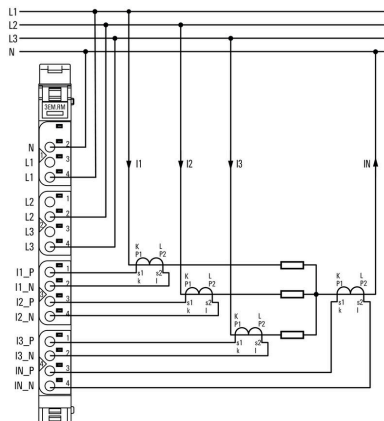 L1
L2
L3
N
3EM.RM
N 2
L1 3
L1 4
L2 1
L2 2
L3 3
L3 4
I1_P 1
I1_N 2
I2_P 3
I2_N 4
I3_P 1
I3_N 2
IN_P 3
IN_N 4
I1
I2
I3
IN
K L
P1 P2
s1 s2
k l
K L
P1 P2
s1 s2
k l
K L
P1 P2
s1 s2
k l
K L
P1 P2
s1 s2
k l